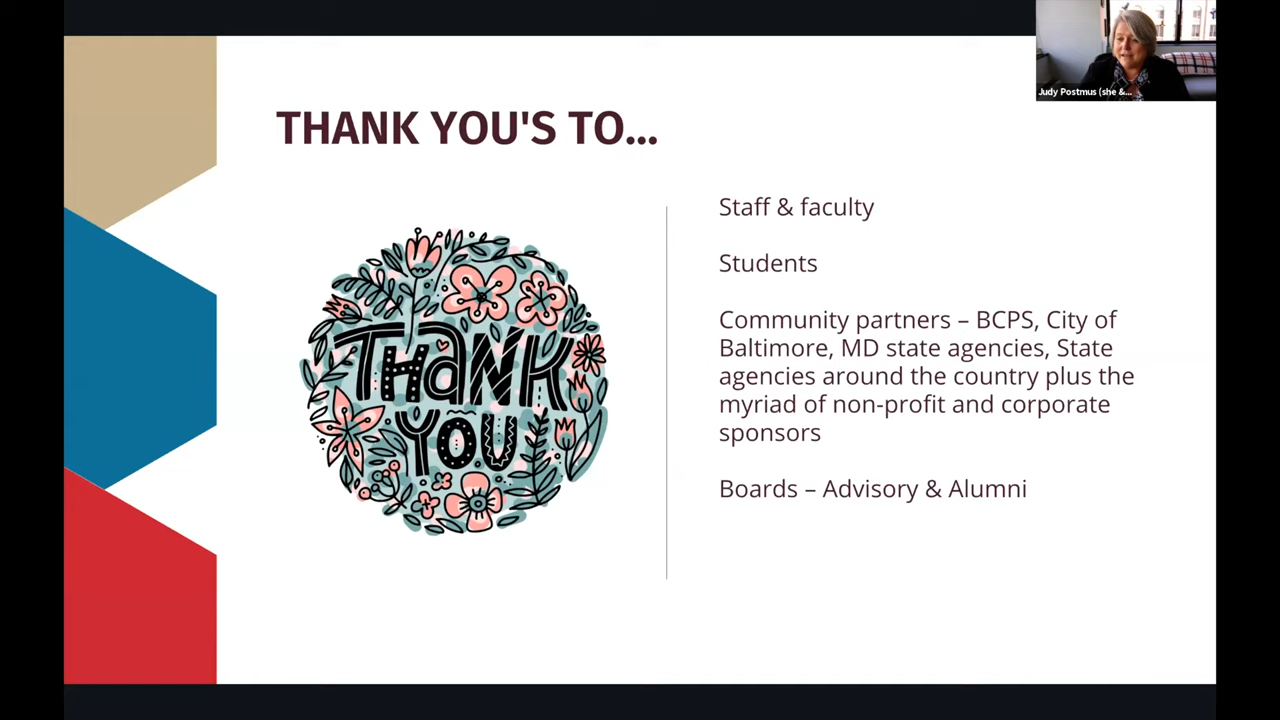 Judy Postmus (she &...
THANK YOU'S TO...
THANK
YOU
Staff & faculty
Students
Community partners – BCPS, City of
Baltimore, MD state agencies, State
agencies around the country plus the
myriad of non-profit and corporate
sponsors
Boards – Advisory & Alumni